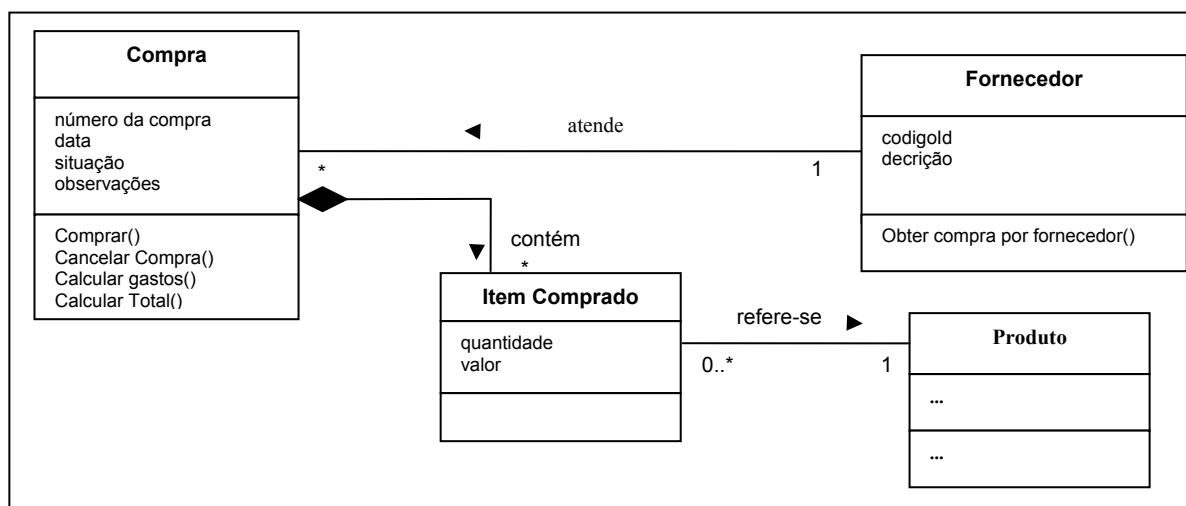 Compra
número da compra
data
situação
observações
Comprar()
Cancelar Compra()
Calcular gastos()
Calcular Total()
atende
*
1
Fornecedor
codigoId
decrição
Obter compra por fornecedor()
contém
*
Item Comprado
quantidade
valor
refere-se
0..*
1
Produto
...
...